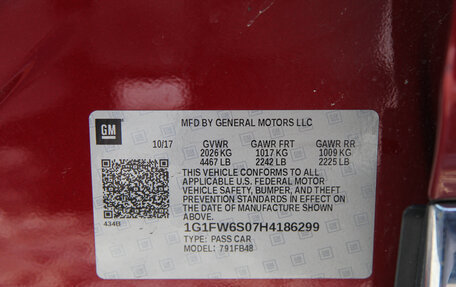 MFD BY GENERAL MOTORS LLC
GM
10/17 GVWR GAWR FRT GAWR RR
2026 KG 1017 KG 1009 KG
4467 LB 2242 LB 2225 LB
THIS VEHICLE CONFORMS TO ALL
APPLICABLE U.S. FEDERAL MOTOR
VEHICLE SAFETY, BUMPER, AND THEFT
PREVENTION STANDARDS IN EFFECT ON THE
DATE OF MANUFACTURE SHOWN ABOVE.
434B
1G1FW6S07H4186299
TYPE: PASS CAR
MODEL: 791FB48